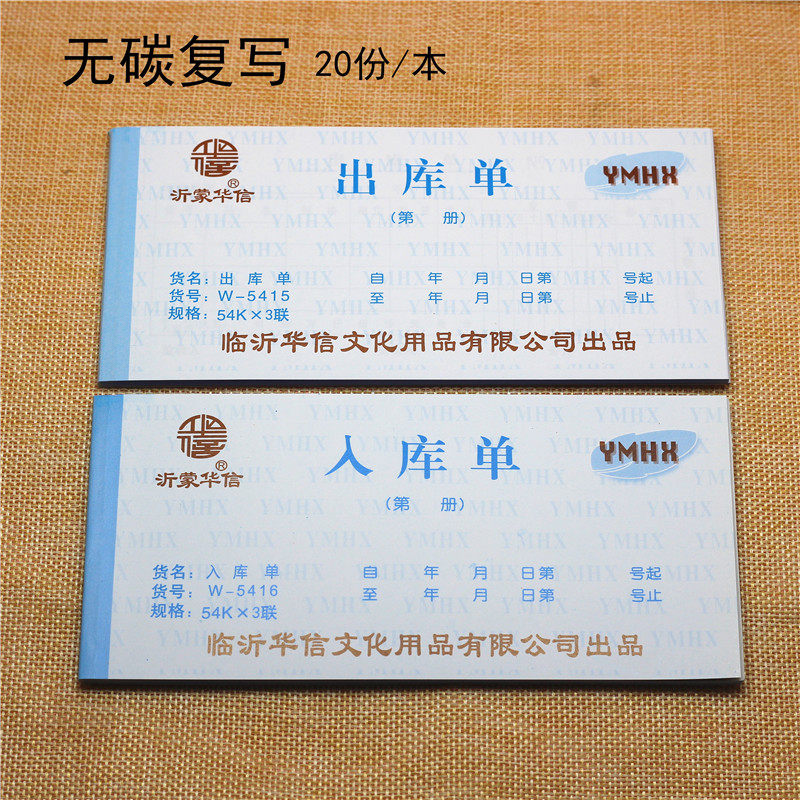 无碳复写 20份/本
沂蒙华信®
出库单
YMHX
(第 册)
货名: 出库单 自 年 月 日第 号起
货号: W-5415 至 年 月 日第 号止
规格: 54K×3联
临沂华信文化用品有限公司出品
沂蒙华信®
入库单
YMHX
(第 册)
货名: 入库单 自 年 月 日第 号起
货号: W-5416 至 年 月 日第 号止
规格: 54K×3联
临沂华信文化用品有限公司出品